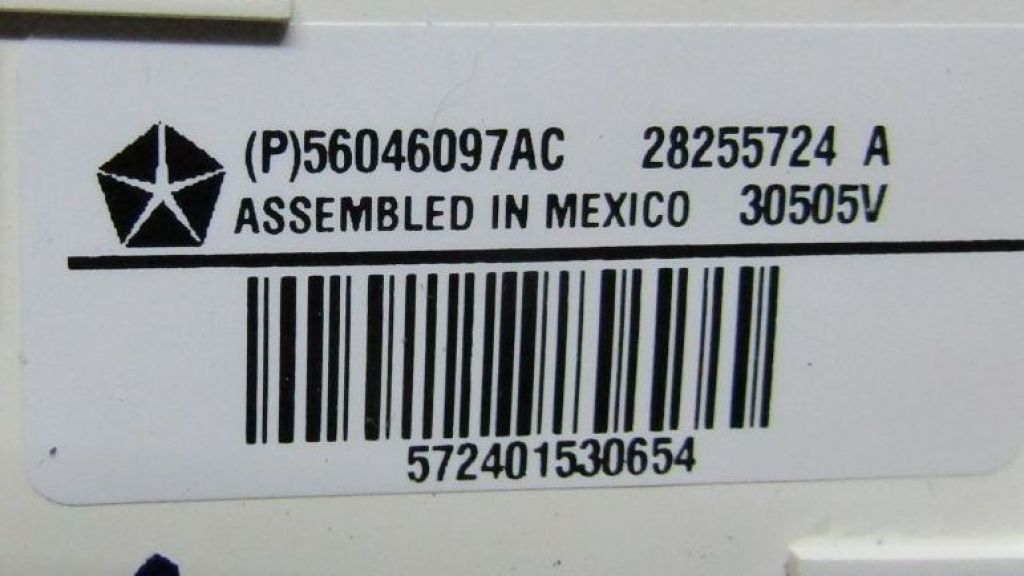 (P)56046097AC 28255724 A
ASSEMBLED IN MEXICO 30505V
572401530654